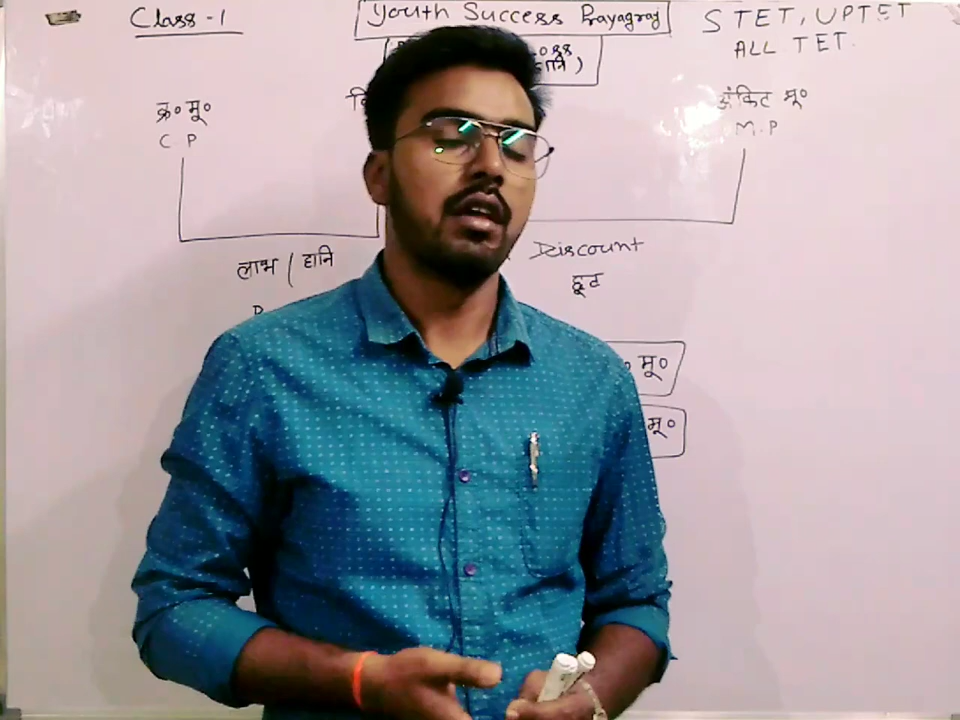 Class-1
Youth Success Prayagraj
STET, UPTET
ALL TET.
क्र० मू०
C P
अंकित मू०
M.P
लाभ / हानि
Discount
छूट
मू०
मू०